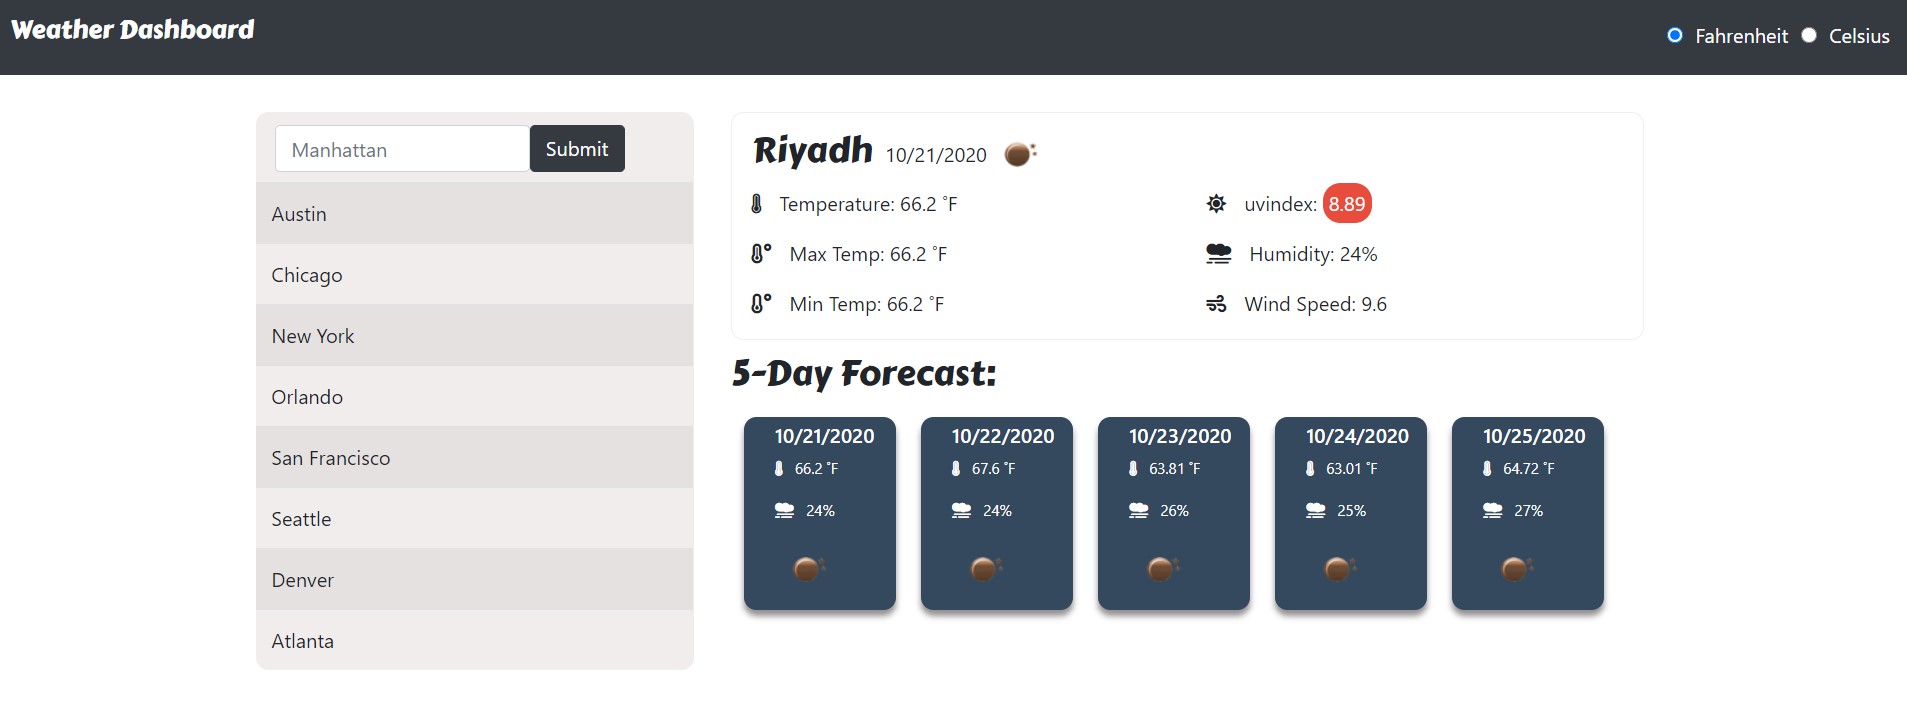 Weather Dashboard
Fahrenheit Celsius
Manhattan Submit
Austin
Chicago
New York
Orlando
San Francisco
Seattle
Denver
Atlanta
Riyadh 10/21/2020
Temperature: 66.2 °F
Max Temp: 66.2 °F
Min Temp: 66.2 °F
uvindex: 8.89
Humidity: 24%
Wind Speed: 9.6
5-Day Forecast:
10/21/2020
66.2 °F
24%
10/22/2020
67.6 °F
24%
10/23/2020
63.81 °F
26%
10/24/2020
63.01 °F
25%
10/25/2020
64.72 °F
27%